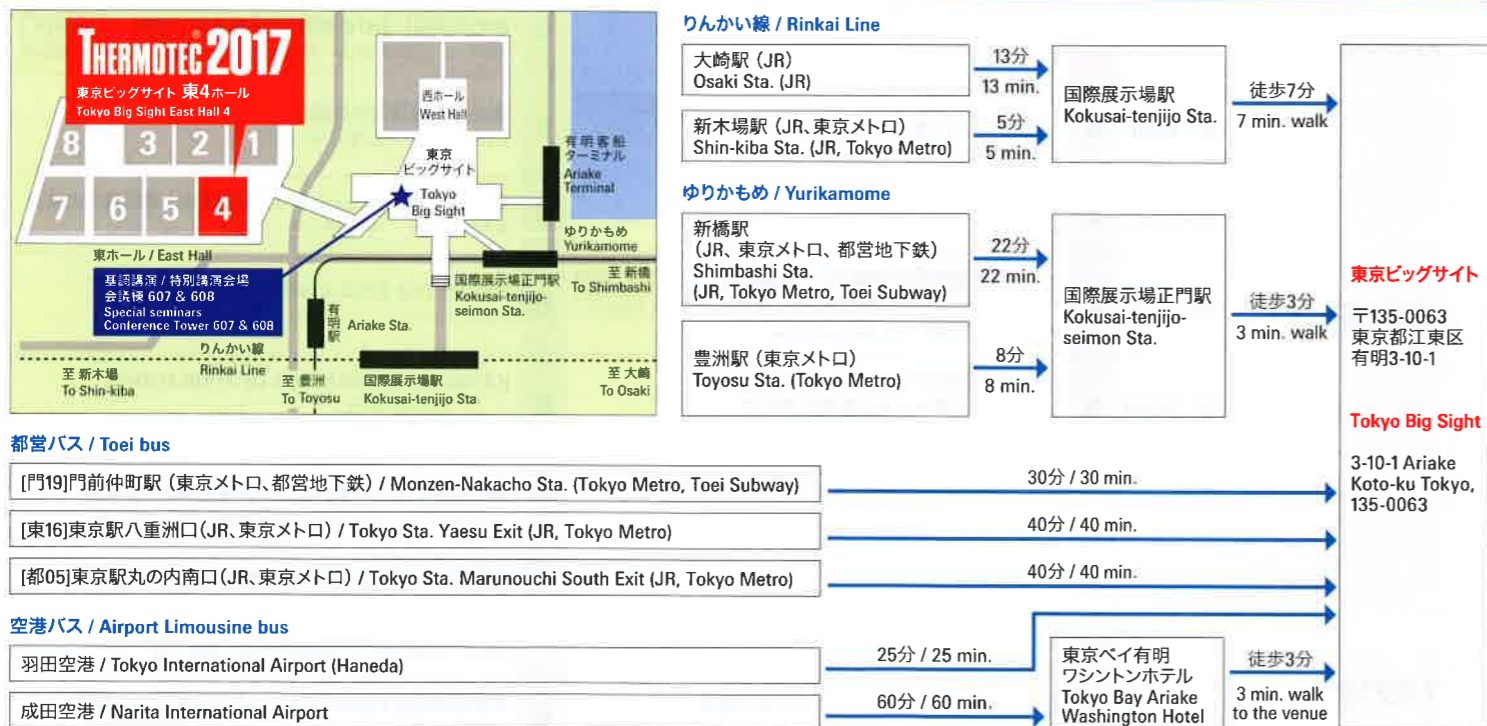 THERMOTEC 2017
東京ビッグサイト 東4ホール
Tokyo Big Sight East Hall 4
8
3
2
1
7
6
5
4
東ホール / East Hall
西ホール
West Hall
有明客船
ターミナル
Ariake
Terminal
東京
ビッグサイト
Tokyo
Big Sight
ゆりかもめ
Yurikamome
至 新橋
To Shimbashi
基調講演 / 特別講演会場
会議棟 607 & 608
Special seminars
Conference Tower 607 & 608
国際展示場正門駅
Kokusai-tenjijo-
seimon Sta.
有明駅
Ariake Sta.
りんかい線
Rinkai Line
至 新木場
To Shin-kiba
至 豊洲
To Toyosu
国際展示場駅
Kokusai-tenjijo Sta.
至 大崎
To Osaki
りんかい線 / Rinkai Line
大崎駅 (JR)
Osaki Sta. (JR)
13分
13 min.
新木場駅 (JR、東京メトロ)
Shin-kiba Sta. (JR, Tokyo Metro)
5分
5 min.
国際展示場駅
Kokusai-tenjijo Sta.
徒歩7分
7 min. walk
ゆりかもめ / Yurikamome
新橋駅
(JR、東京メトロ、都営地下鉄)
Shimbashi Sta.
(JR, Tokyo Metro, Toei Subway)
22分
22 min.
豊洲駅 (東京メトロ)
Toyosu Sta. (Tokyo Metro)
8分
8 min.
国際展示場正門駅
Kokusai-tenjijo-
seimon Sta.
徒歩3分
3 min. walk
東京ビッグサイト
〒135-0063
東京都江東区
有明3-10-1
Tokyo Big Sight
3-10-1 Ariake
Koto-ku Tokyo,
135-0063
都営バス / Toei bus
[門19]門前仲町駅 (東京メトロ、都営地下鉄) / Monzen-Nakacho Sta. (Tokyo Metro, Toei Subway)
30分 / 30 min.
[東16]東京駅八重洲口(JR、東京メトロ) / Tokyo Sta. Yaesu Exit (JR, Tokyo Metro)
40分 / 40 min.
[都05]東京駅丸の内南口(JR、東京メトロ) / Tokyo Sta. Marunouchi South Exit (JR, Tokyo Metro)
40分 / 40 min.
空港バス / Airport Limousine bus
羽田空港 / Tokyo International Airport (Haneda)
25分 / 25 min.
成田空港 / Narita International Airport
60分 / 60 min.
東京ベイ有明
ワシントンホテル
Tokyo Bay Ariake
Washington Hotel
徒歩3分
3 min. walk
to the venue